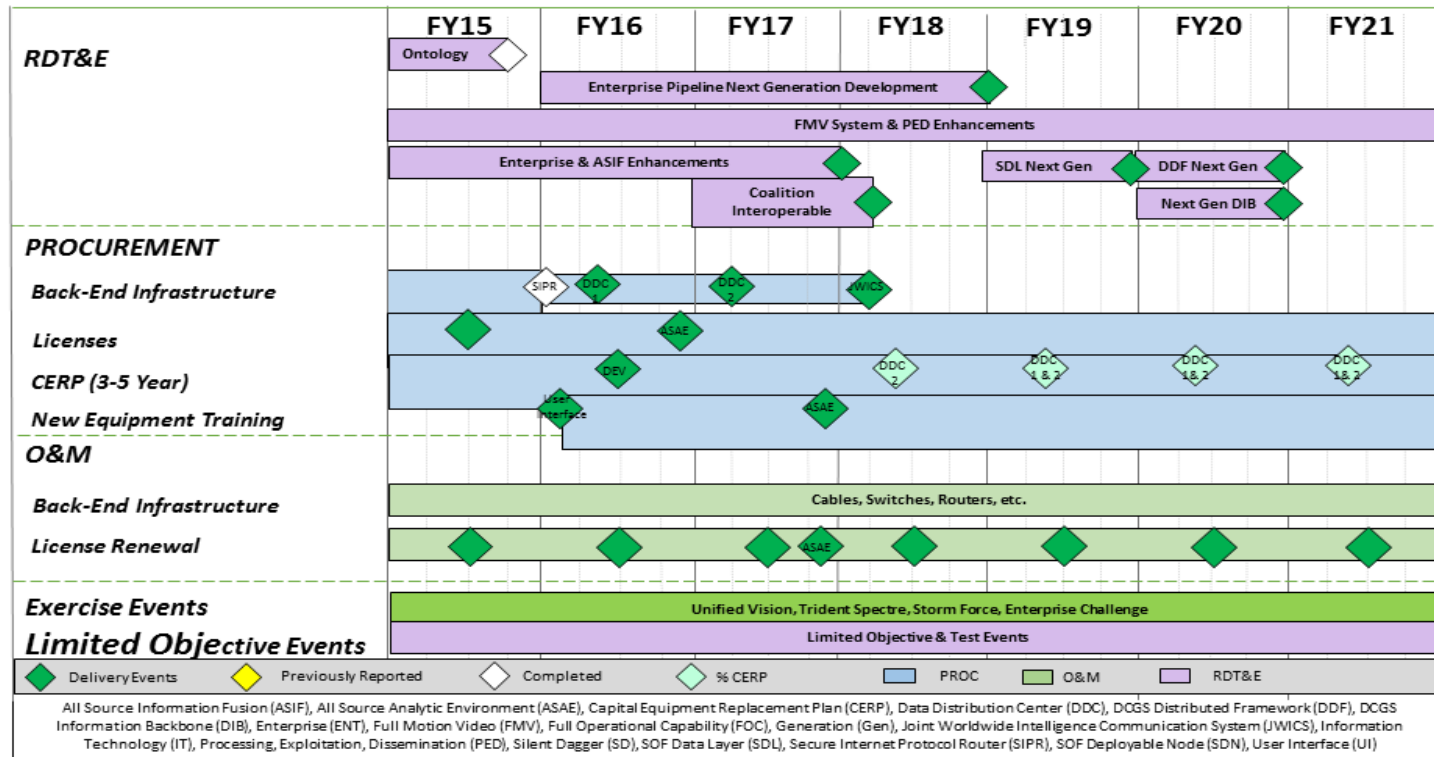 FY15 FY16 FY17 FY18 FY19 FY20 FY21
RDT&E
Ontology
Enterprise Pipeline Next Generation Development
FMV System & PED Enhancements
Enterprise & ASIF Enhancements
SDL Next Gen
DDF Next Gen
Coalition
Interoperable
Next Gen DIB
PROCUREMENT
Back-End Infrastructure
SIPR
DDC
1
DDC
2
JWICS
Licenses
ASAE
CERP (3-5 Year)
DEV
DDC
2
DDC
1 & 2
DDC
1& 2
DDC
1& 2
New Equipment Training
User
Interface
ASAE
O&M
Back-End Infrastructure
Cables, Switches, Routers, etc.
License Renewal
ASAE
Exercise Events
Unified Vision, Trident Spectre, Storm Force, Enterprise Challenge
Limited Objective Events
Limited Objective & Test Events
Delivery Events Previously Reported Completed % CERP PROC O&M RDT&E
All Source Information Fusion (ASIF), All Source Analytic Environment (ASAE), Capital Equipment Replacement Plan (CERP), Data Distribution Center (DDC), DCGS Distributed Framework (DDF), DCGS
Information Backbone (DIB), Enterprise (ENT), Full Motion Video (FMV), Full Operational Capability (FOC), Generation (Gen), Joint Worldwide Intelligence Communication System (JWICS), Information
Technology (IT), Processing, Exploitation, Dissemination (PED), Silent Dagger (SD), SOF Data Layer (SDL), Secure Internet Protocol Router (SIPR), SOF Deployable Node (SDN), User Interface (UI)